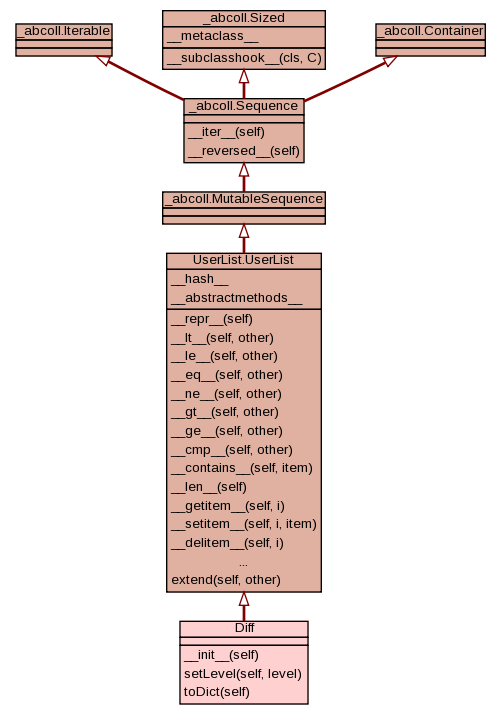 _abcoll.Iterable
_abcoll.Sized
__metaclass__
__subclasshook__(cls, C)
_abcoll.Container
_abcoll.Sequence
__iter__(self)
__reversed__(self)
_abcoll.MutableSequence
UserList.UserList
__hash__
__abstractmethods__
__repr__(self)
__lt__(self, other)
__le__(self, other)
__eq__(self, other)
__ne__(self, other)
__gt__(self, other)
__ge__(self, other)
__cmp__(self, other)
__contains__(self, item)
__len__(self)
__getitem__(self, i)
__setitem__(self, i, item)
__delitem__(self, i)
...
extend(self, other)
Diff
__init__(self)
setLevel(self, level)
toDict(self)